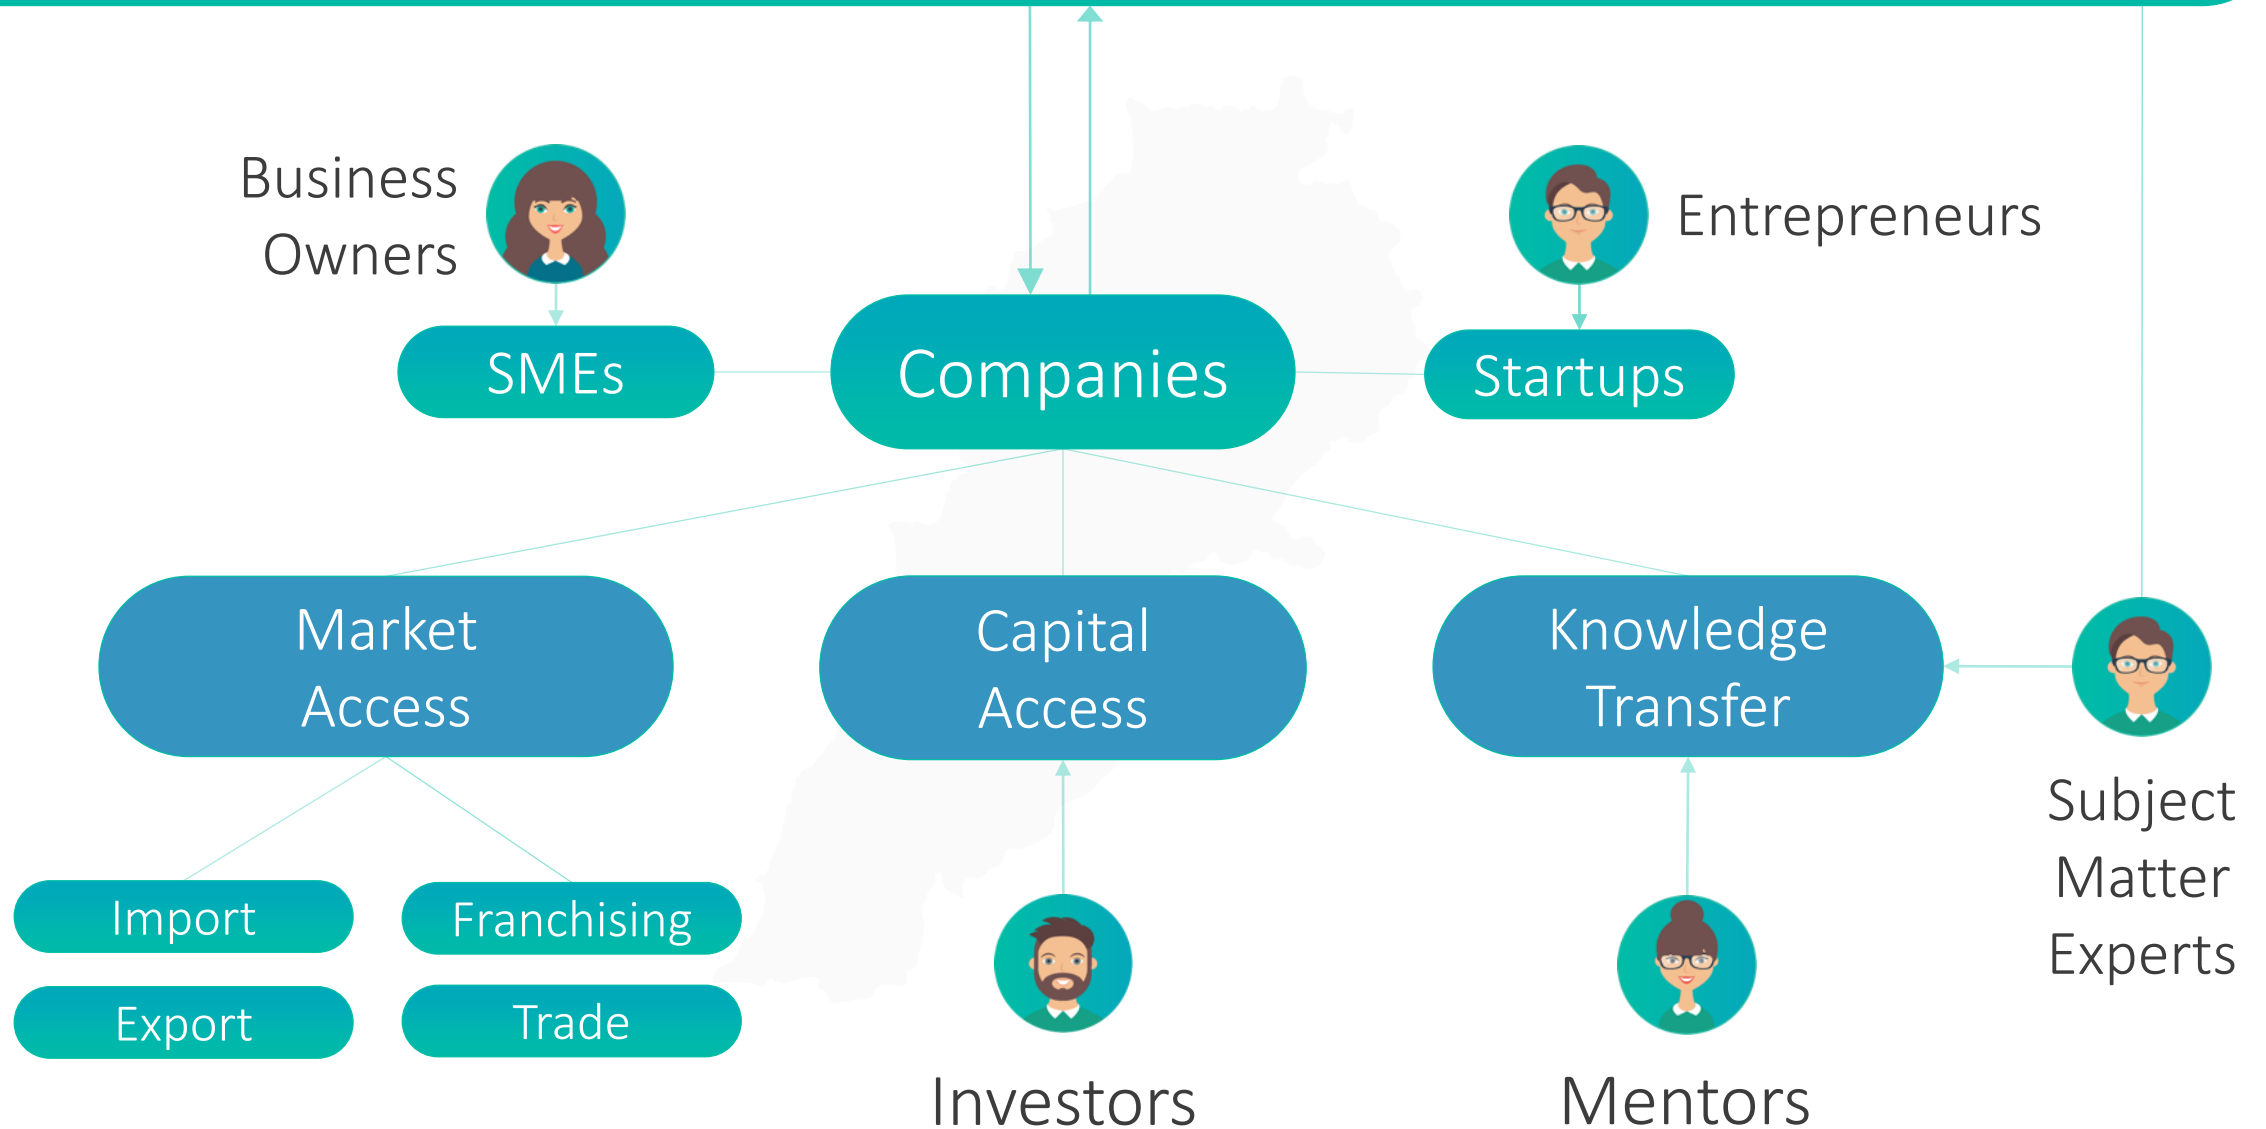 Business
Owners
Entrepreneurs
SMEs
Companies
Startups
Market
Access
Capital
Access
Knowledge
Transfer
Subject
Matter
Experts
Import
Franchising
Export
Trade
Investors
Mentors